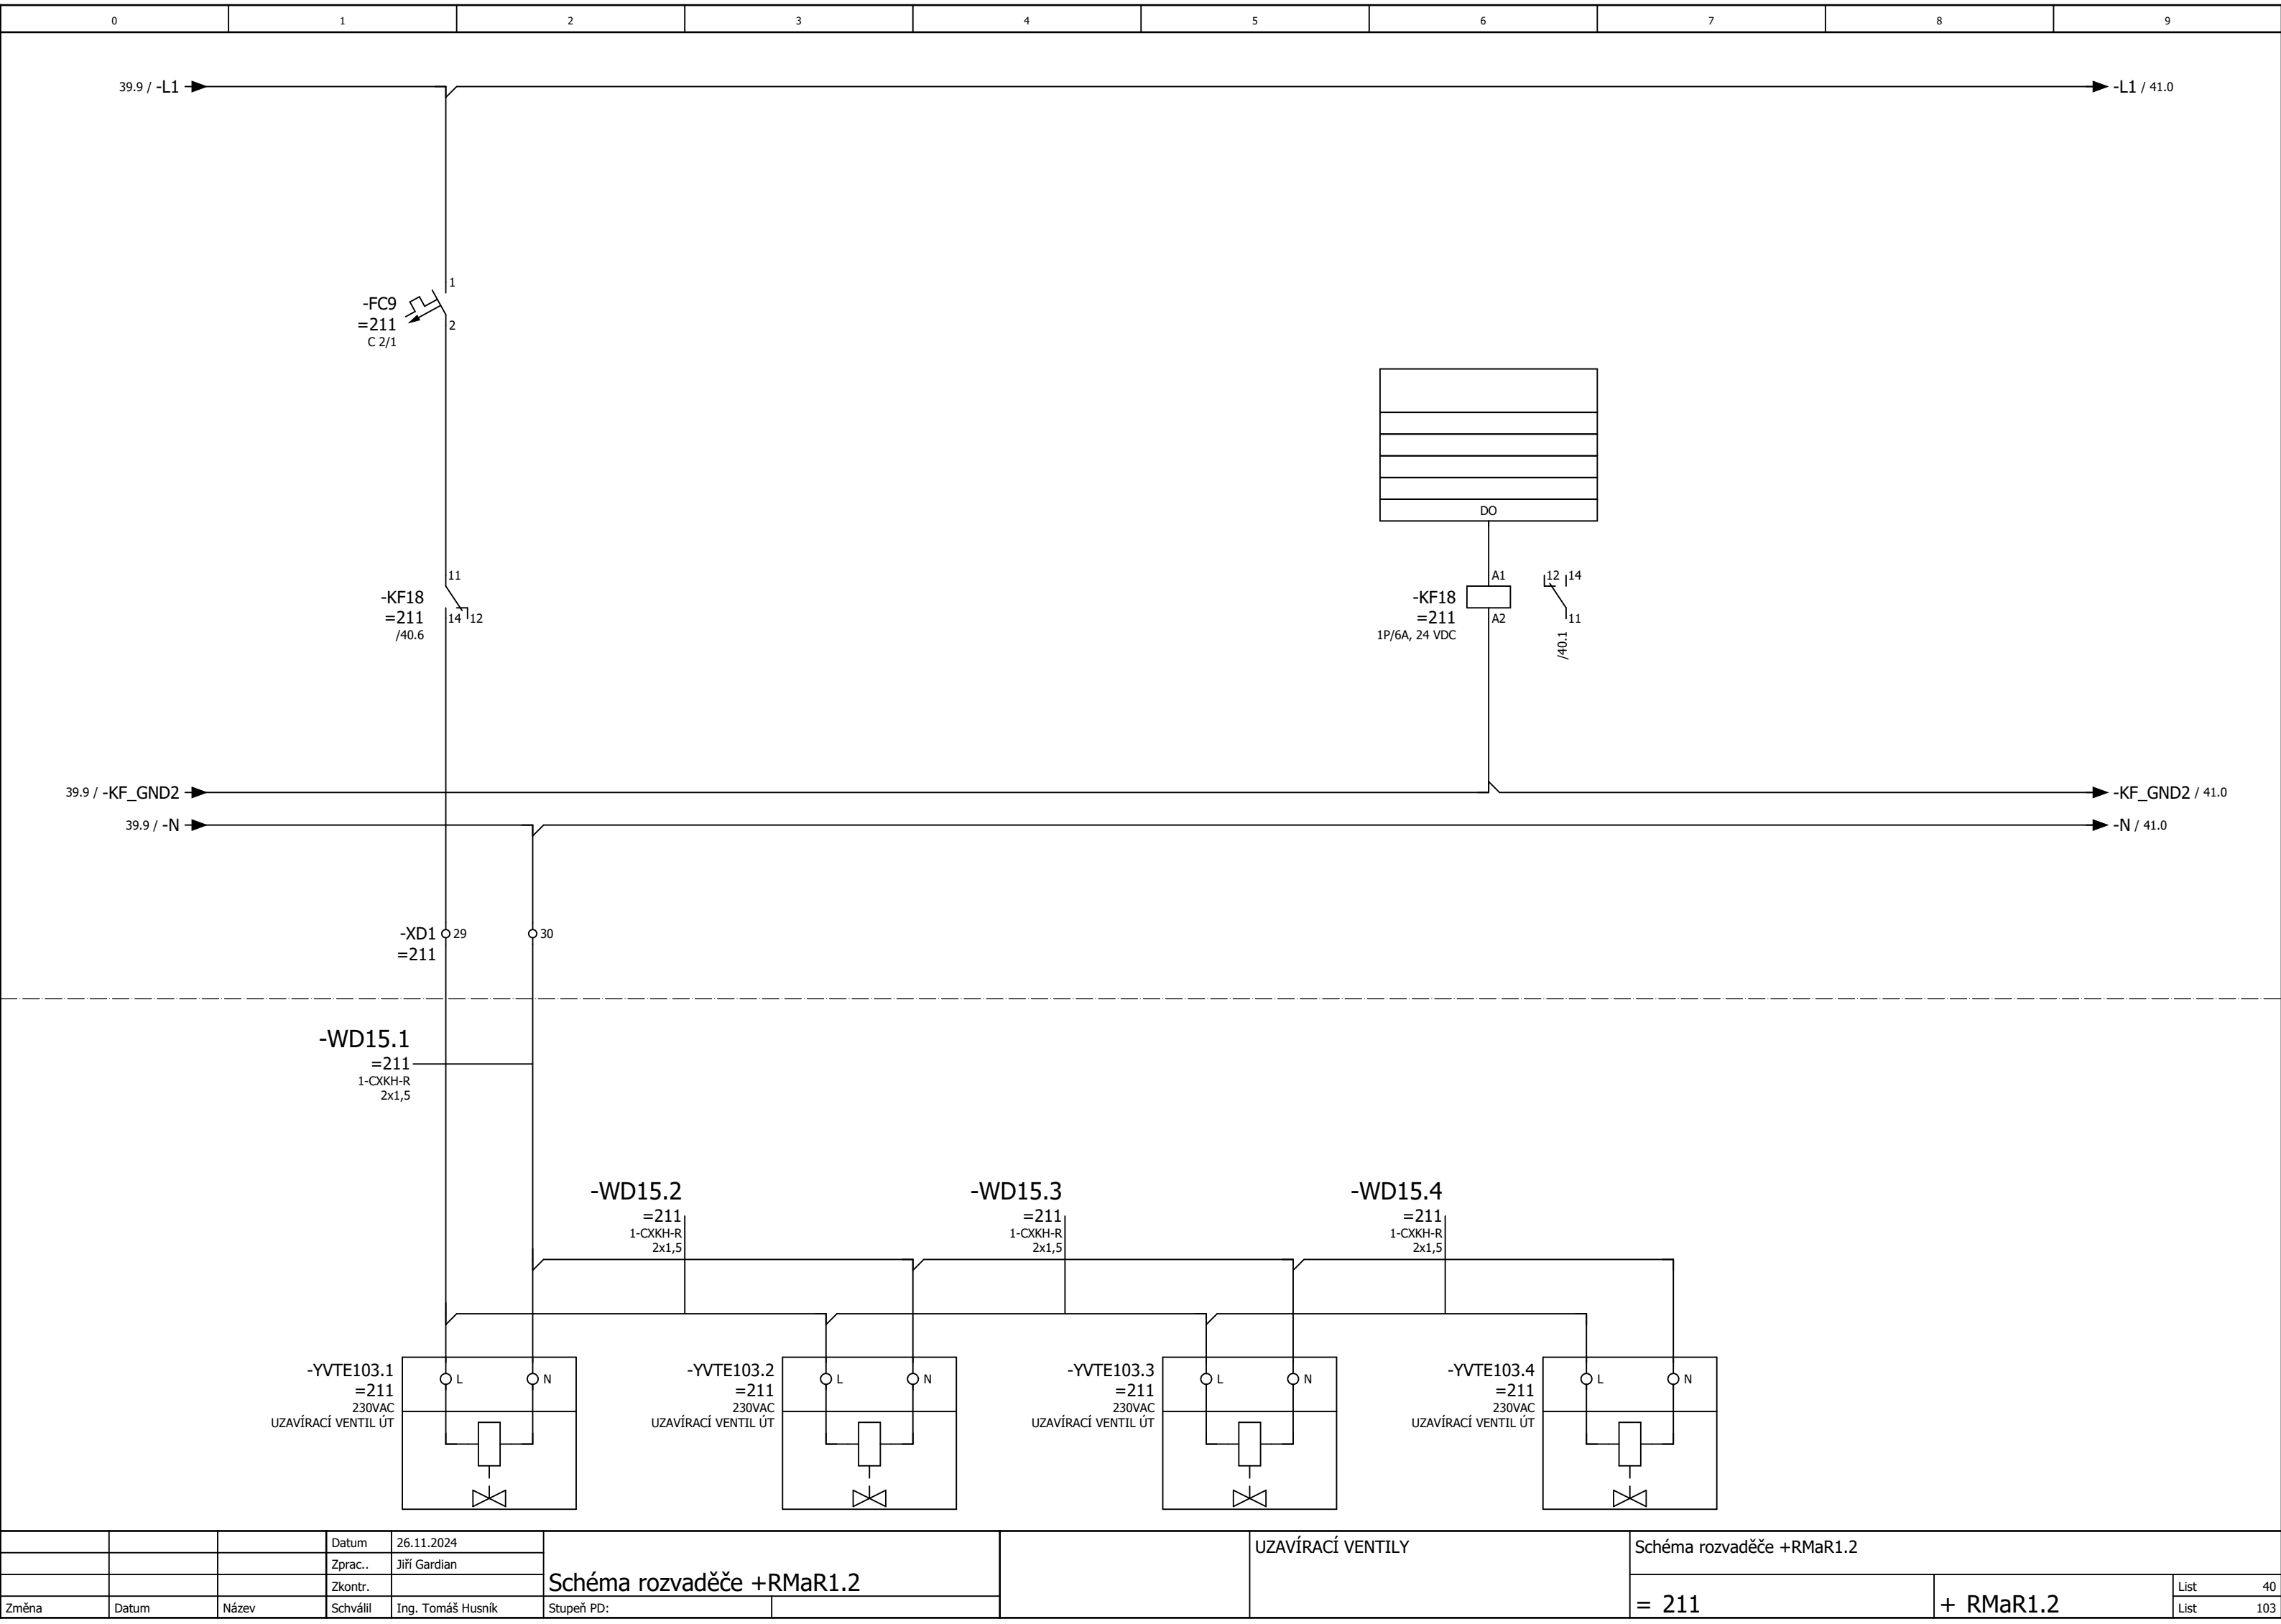 0 1 2 3 4 5 6 7 8 9
39.9 / -L1
-L1 / 41.0
1
-FC9
=211
C 2/1
2
DO
11
-KF18
=211
/40.6
14 12
A1
-KF18
=211
1P/6A, 24 VDC
A2
12 14
11
/40.1
39.9 / -KF_GND2
-KF_GND2 / 41.0
39.9 / -N
-N / 41.0
-XD1 29 30
=211
-WD15.1
=211
1-CXKH-R
2x1,5
-WD15.2
=211
1-CXKH-R
2x1,5
-WD15.3
=211
1-CXKH-R
2x1,5
-WD15.4
=211
1-CXKH-R
2x1,5
-YVTE103.1
=211
230VAC
UZAVÍRACÍ VENTIL ÚT
L N
-YVTE103.2
=211
230VAC
UZAVÍRACÍ VENTIL ÚT
L N
-YVTE103.3
=211
230VAC
UZAVÍRACÍ VENTIL ÚT
L N
-YVTE103.4
=211
230VAC
UZAVÍRACÍ VENTIL ÚT
L N
Změna Datum Název
Datum 26.11.2024
Zprac.. Jiří Gardian
Zkontr.
Schválil Ing. Tomáš Husník
Schéma rozvaděče +RMaR1.2
Stupeň PD:
UZAVÍRACÍ VENTILY
Schéma rozvaděče +RMaR1.2
= 211
+ RMaR1.2
List 40
List 103